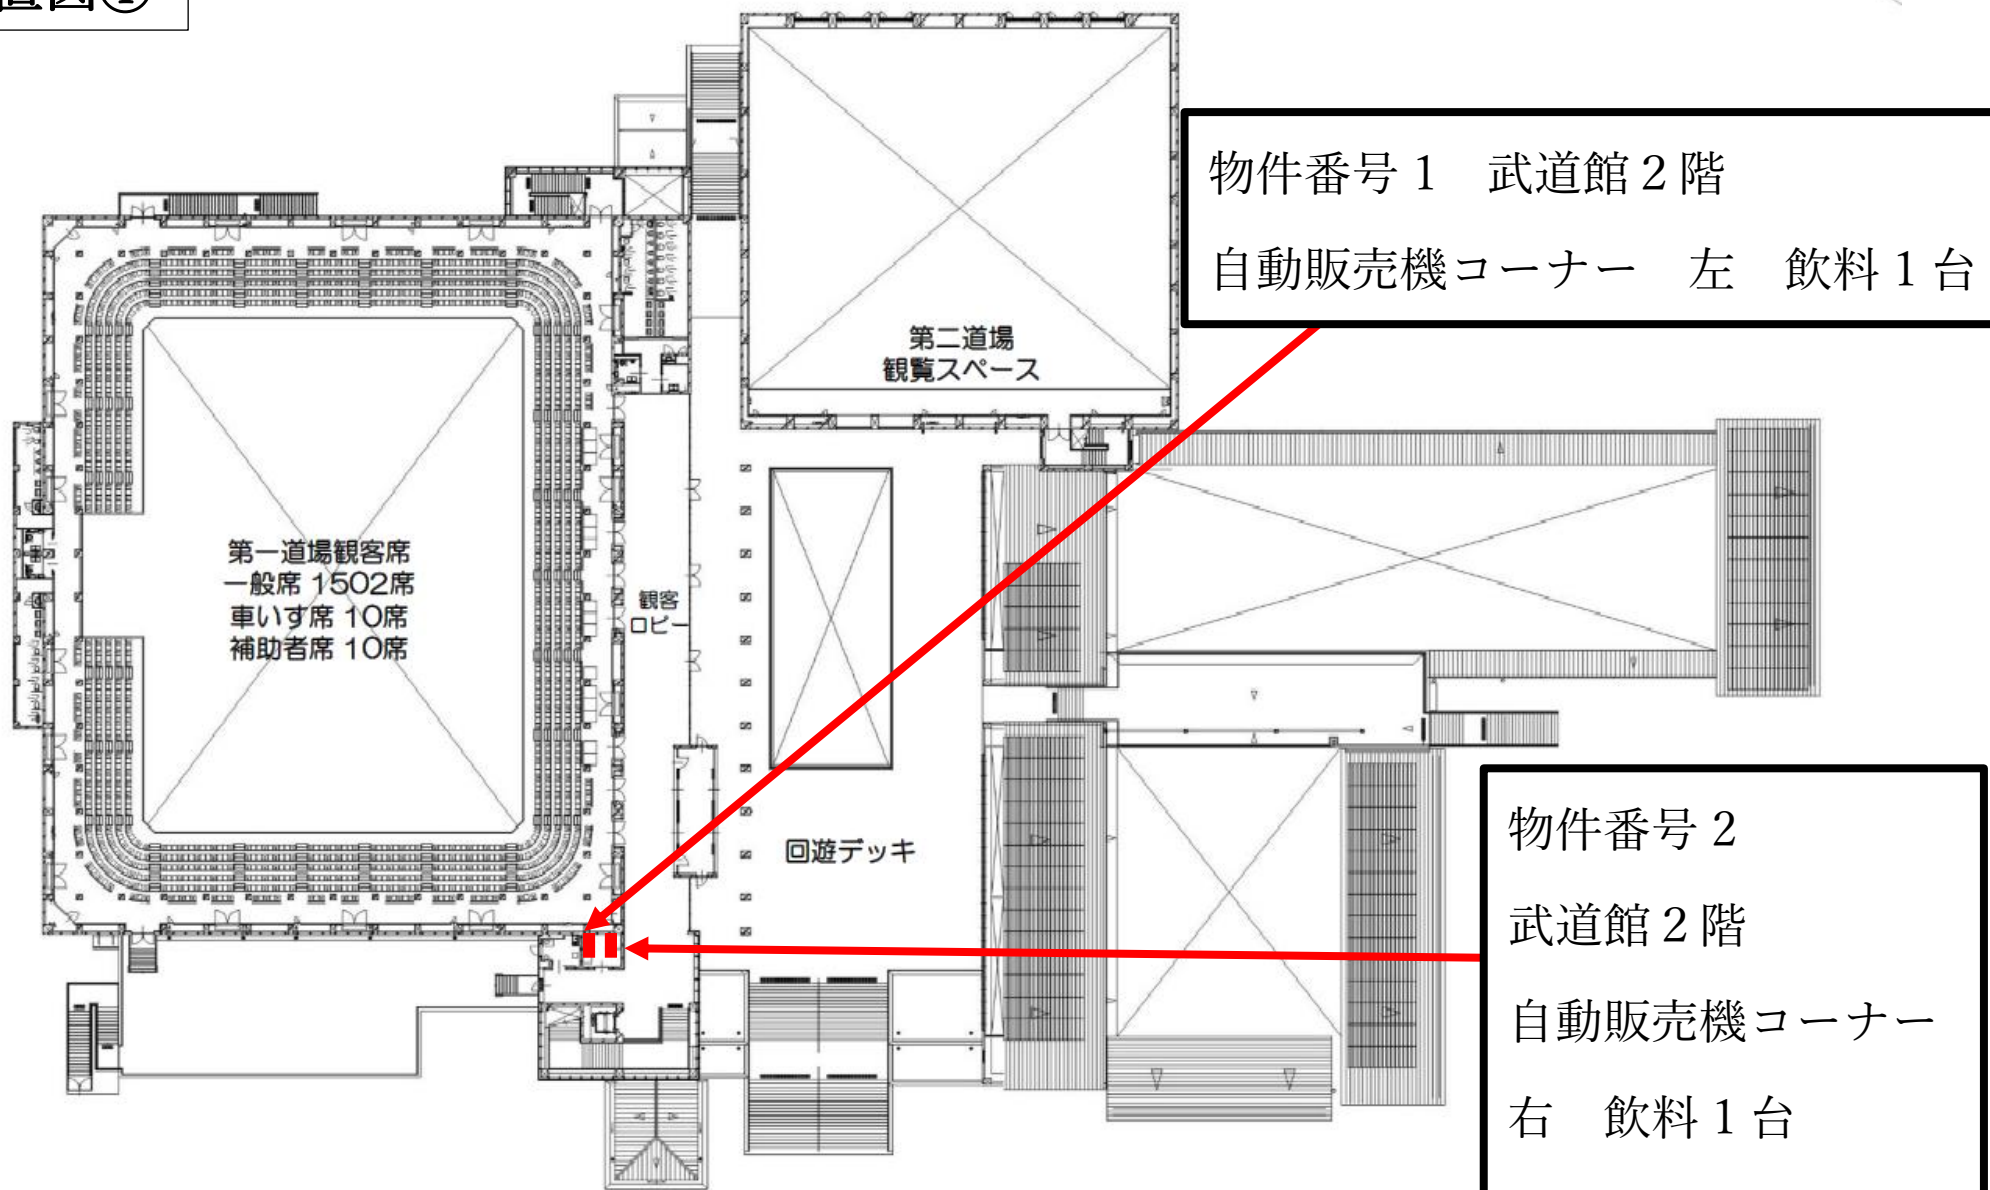 置図①
物件番号1　武道館2階
自動販売機コーナー　左　飲料1台
第二道場
観覧スペース
第一道場観客席
一般席 1502席
車いす席 10席
補助者席 10席
観客
ロビー
回遊デッキ
物件番号2
武道館2階
自動販売機コーナー
右　飲料1台